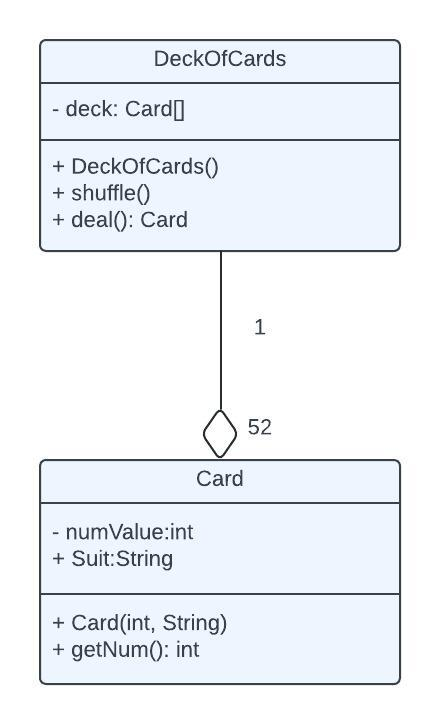 DeckOfCards
- deck: Card[]
+ DeckOfCards()
+ shuffle()
+ deal(): Card
1
52
Card
- numValue:int
+ Suit:String
+ Card(int, String)
+ getNum(): int